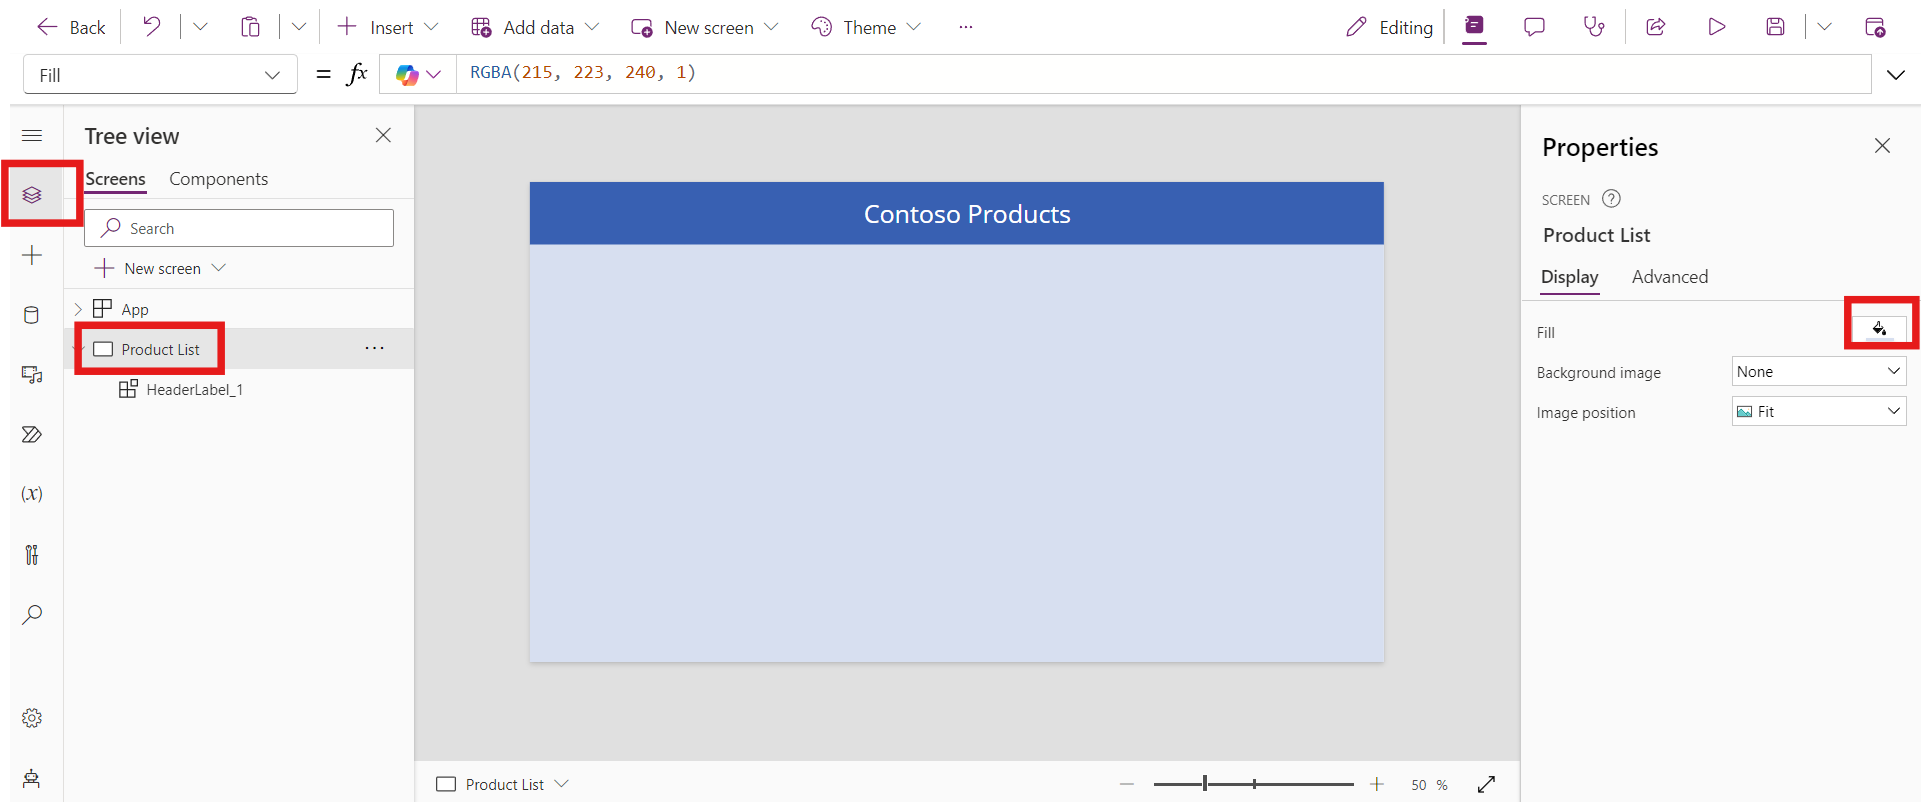 Back
Insert
Add data
New screen
Theme
Editing
Fill
= fx
RGBA(215, 223, 240, 1)
Tree view
Screens
Components
Search
New screen
App
Product List
HeaderLabel_1
(x)
Contoso Products
Product List
50 %
Properties
SCREEN ?
Product List
Display
Advanced
Fill
Background image
None
Image position
Fit